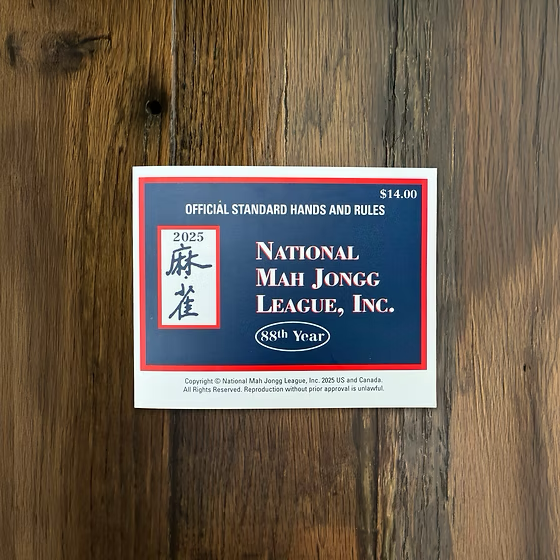 $14.00
OFFICIAL STANDARD HANDS AND RULES
2025
麻
雀
NATIONAL
MAH JONGG
LEAGUE, INC.
88th Year
Copyright © National Mah Jongg League, Inc. 2025 US and Canada.
All Rights Reserved. Reproduction without prior approval is unlawful.